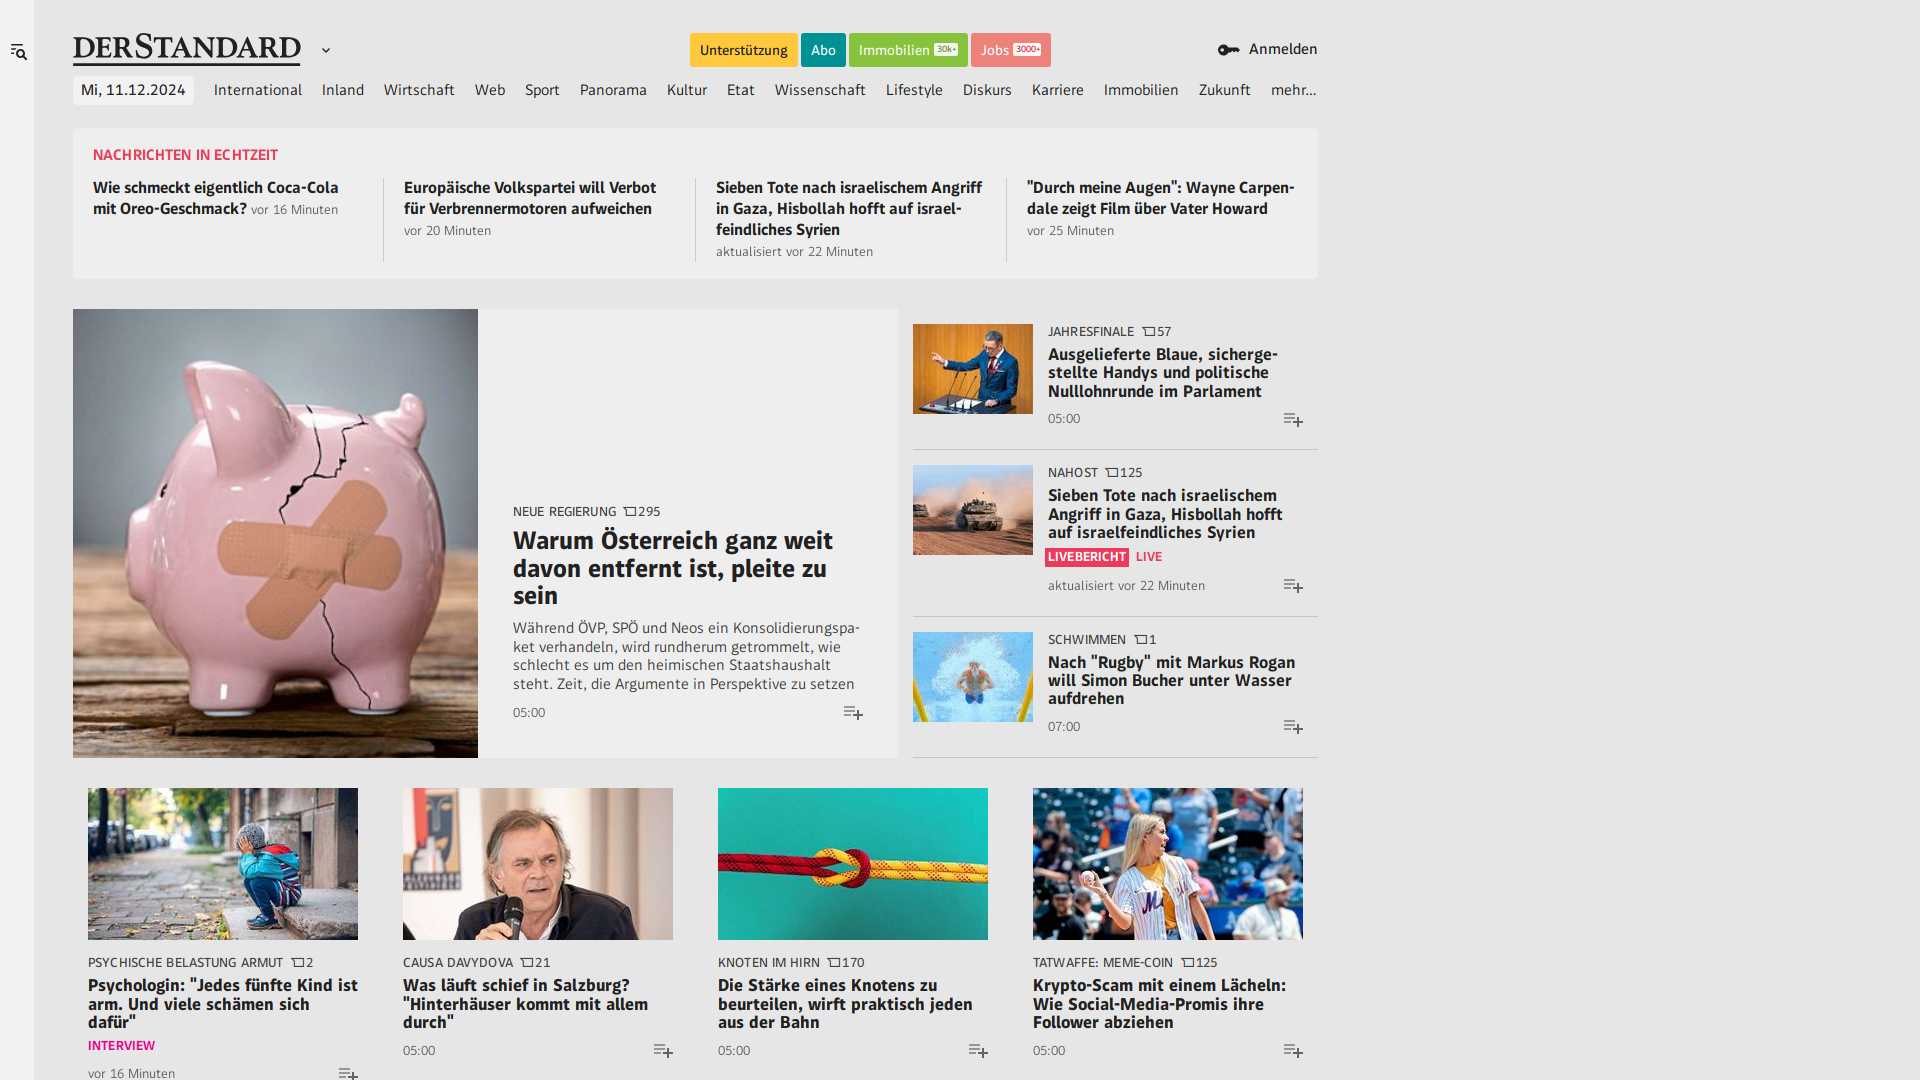 DERSTANDARD
Unterstützung
Abo
Immobilien 30k+
Jobs 3000+
Anmelden
Mi, 11.12.2024
International
Inland
Wirtschaft
Web
Sport
Panorama
Kultur
Etat
Wissenschaft
Lifestyle
Diskurs
Karriere
Immobilien
Zukunft
mehr...
NACHRICHTEN IN ECHTZEIT
Wie schmeckt eigentlich Coca-Cola
mit Oreo-Geschmack? vor 16 Minuten
Europäische Volkspartei will Verbot
für Verbrennermotoren aufweichen
vor 20 Minuten
Sieben Tote nach israelischem Angriff
in Gaza, Hisbollah hofft auf israel-
feindliches Syrien
aktualisiert vor 22 Minuten
"Durch meine Augen": Wayne Carpen-
dale zeigt Film über Vater Howard
vor 25 Minuten
NEUE REGIERUNG 295
Warum Österreich ganz weit
davon entfernt ist, pleite zu
sein
Während ÖVP, SPÖ und Neos ein Konsolidierungspa-
ket verhandeln, wird rundherum getrommelt, wie
schlecht es um den heimischen Staatshaushalt
steht. Zeit, die Argumente in Perspektive zu setzen
05:00
JAHRESFINALE 57
Ausgelieferte Blaue, sicherge-
stellte Handys und politische
Nulllohnrunde im Parlament
05:00
NAHOST 125
Sieben Tote nach israelischem
Angriff in Gaza, Hisbollah hofft
auf israelfeindliches Syrien
LIVEBERICHT LIVE
aktualisiert vor 22 Minuten
SCHWIMMEN 1
Nach "Rugby" mit Markus Rogan
will Simon Bucher unter Wasser
aufdrehen
07:00
PSYCHISCHE BELASTUNG ARMUT 2
Psychologin: "Jedes fünfte Kind ist
arm. Und viele schämen sich
dafür"
INTERVIEW
vor 16 Minuten
CAUSA DAVYDOVA 21
Was läuft schief in Salzburg?
"Hinterhäuser kommt mit allem
durch"
05:00
KNOTEN IM HIRN 170
Die Stärke eines Knotens zu
beurteilen, wirft praktisch jeden
aus der Bahn
05:00
TATWAFFE: MEME-COIN 125
Krypto-Scam mit einem Lächeln:
Wie Social-Media-Promis ihre
Follower abziehen
05:00